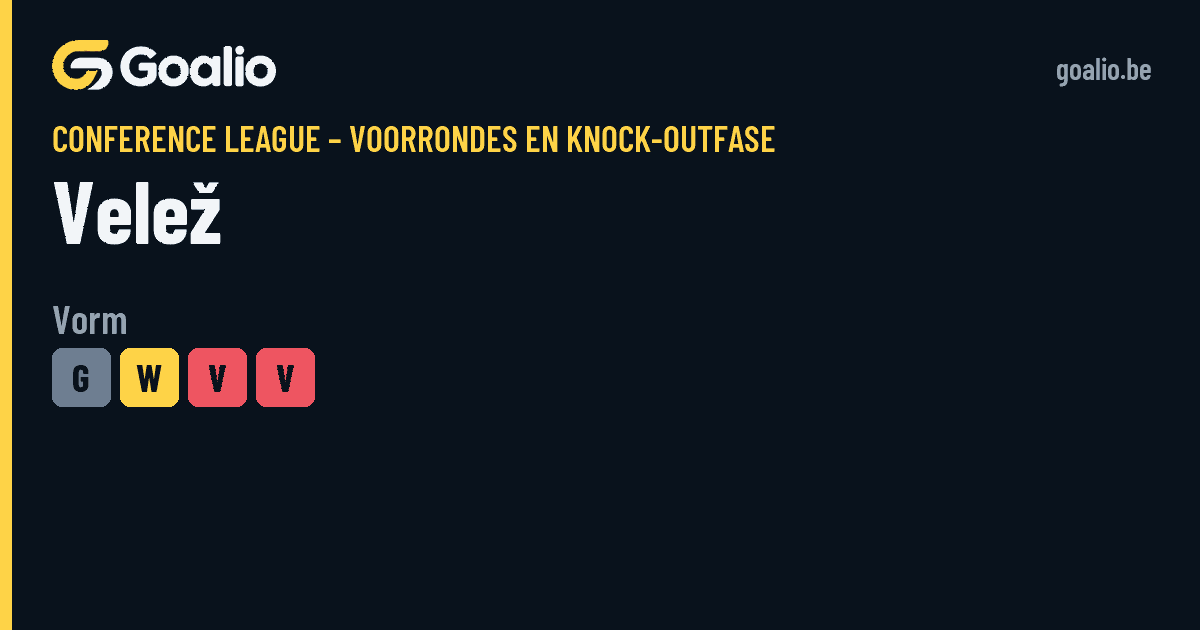 Goalio
goalio.be
CONFERENCE LEAGUE – VOORRONDES EN KNOCK-OUTFASE
Velež
Vorm
G W V V